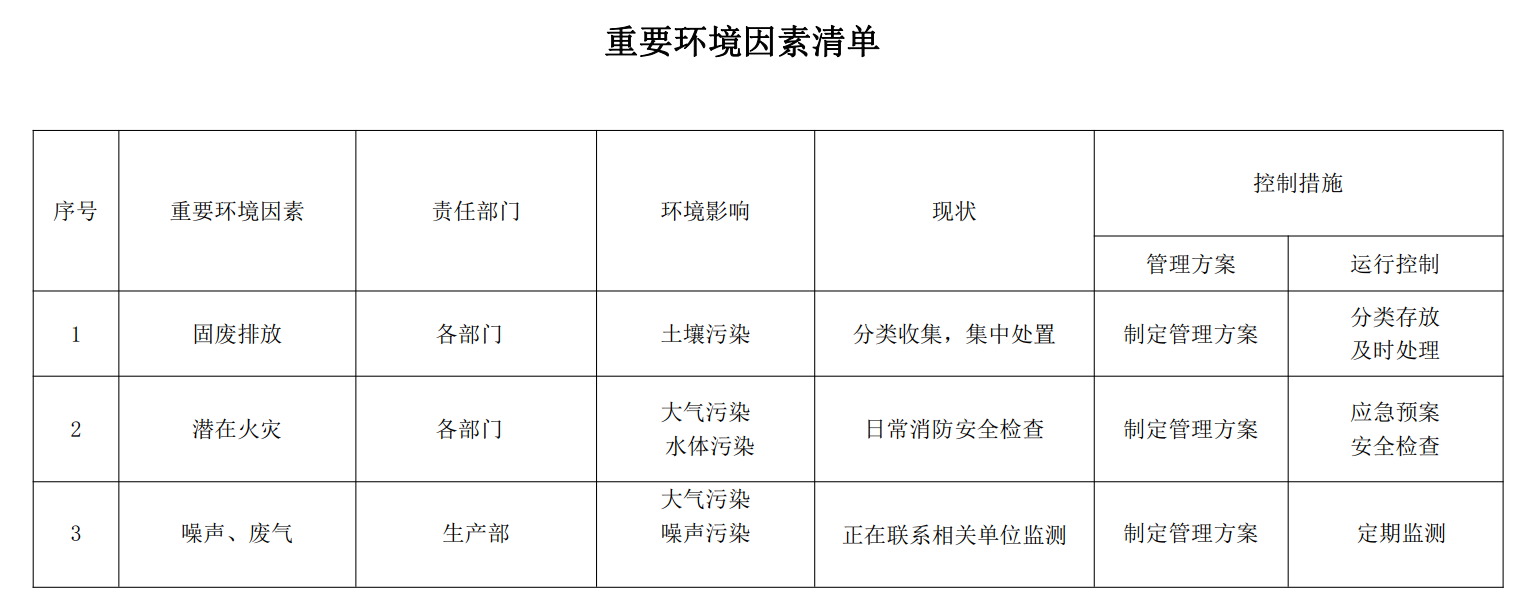 重要环境因素清单
序号
重要环境因素
责任部门
环境影响
现状
控制措施
管理方案
运行控制
1
固废排放
各部门
土壤污染
分类收集，集中处置
制定管理方案
分类存放
及时处理
2
潜在火灾
各部门
大气污染
水体污染
日常消防安全检查
制定管理方案
应急预案
安全检查
3
噪声、废气
生产部
大气污染
噪声污染
正在联系相关单位监测
制定管理方案
定期监测